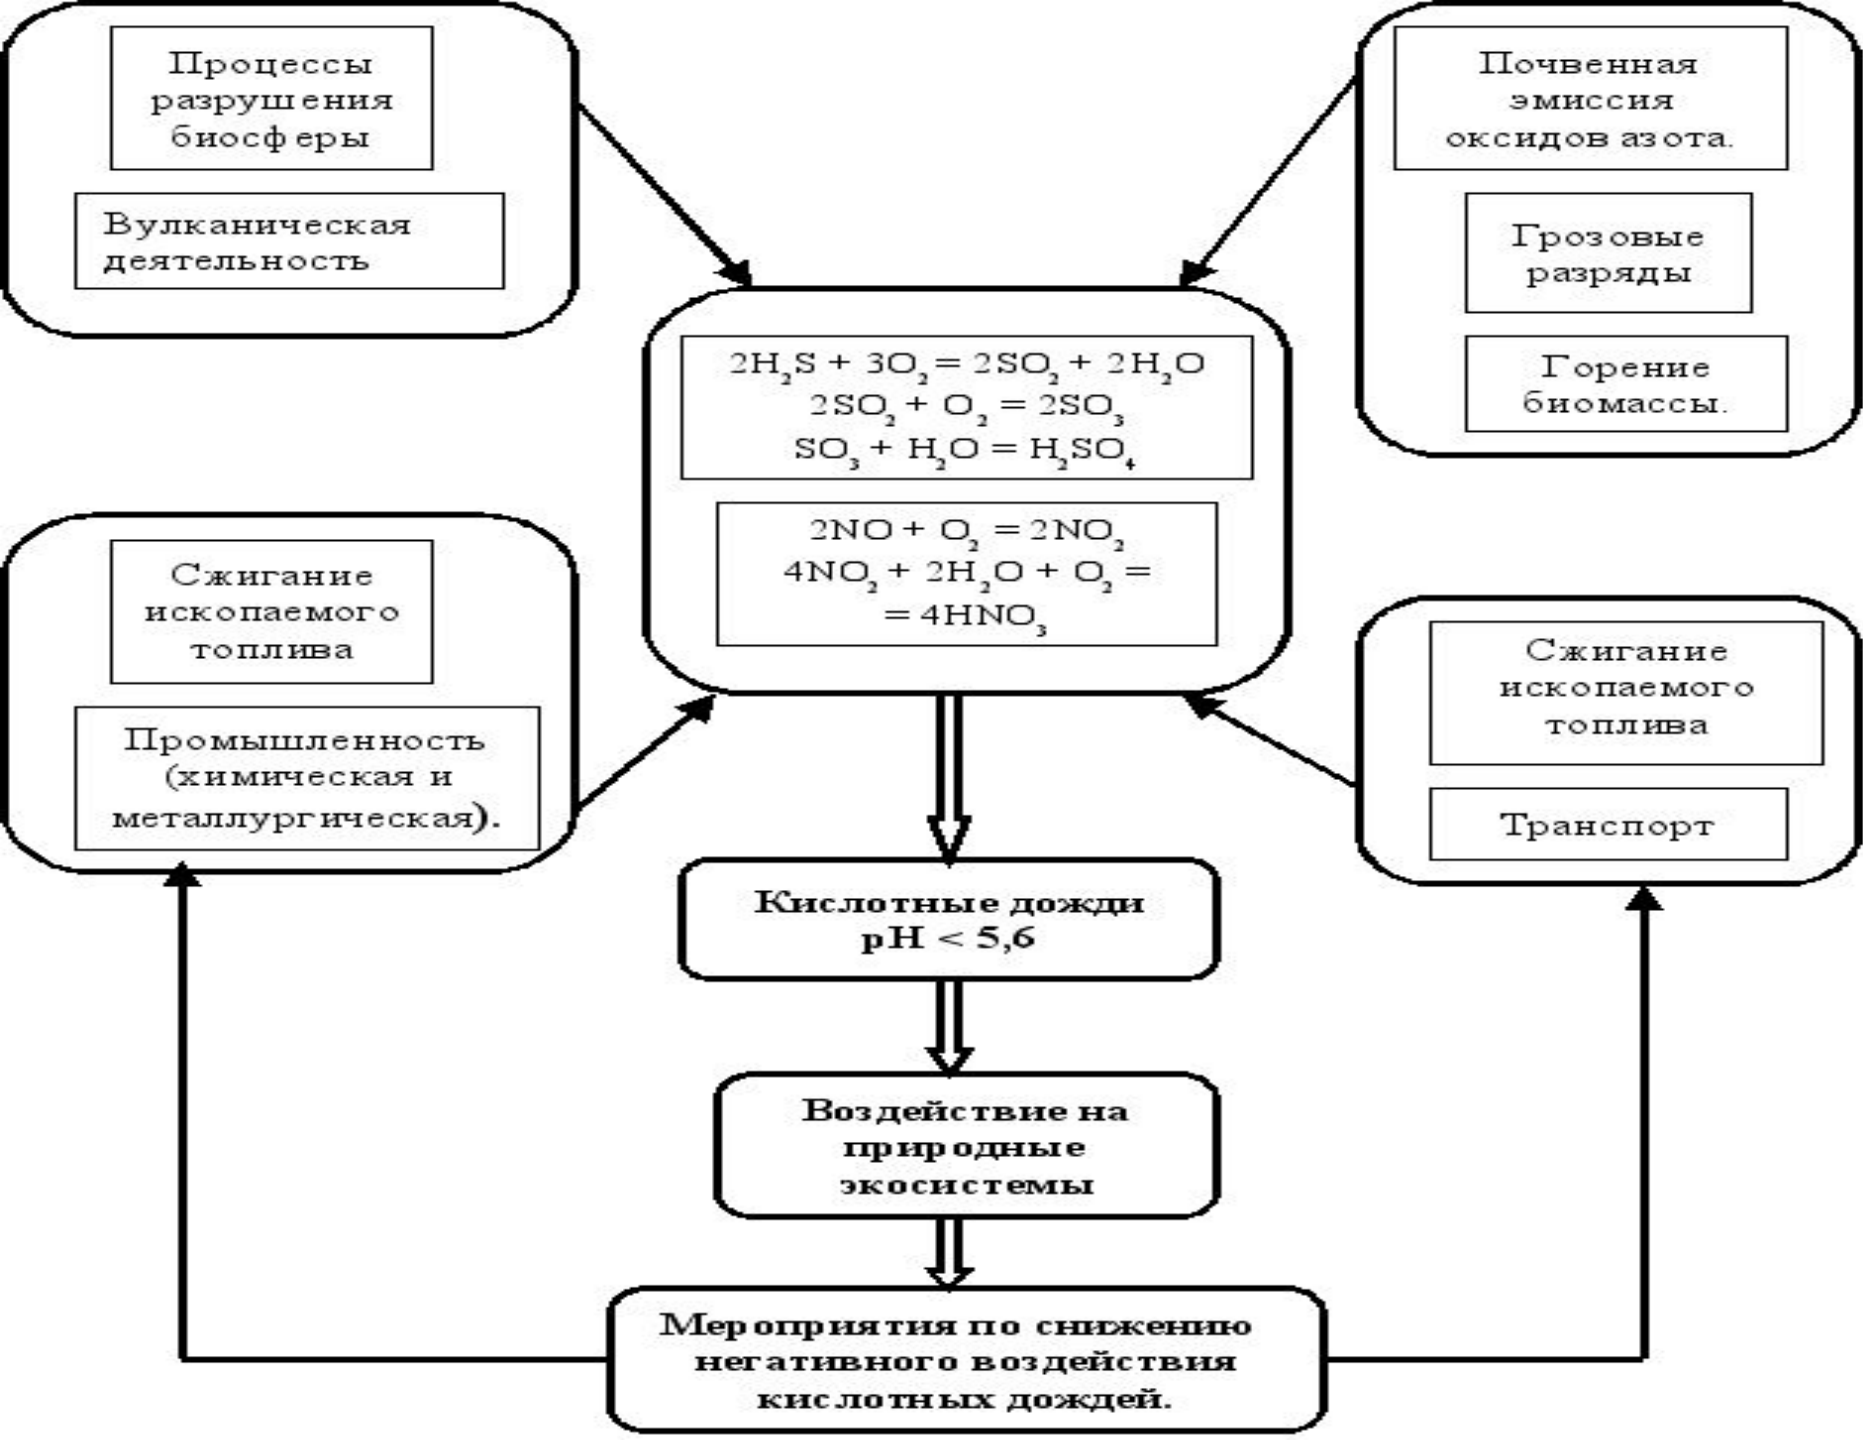 Процессы
разрушения
биосферы
Вулканическая
деятельность
Почвенная
эмиссия
оксидов азота.
Грозовые
разряды
Горение
биомассы.
2H₂S + 3O₂ = 2SO₂ + 2H₂O
2SO₂ + O₂ = 2SO₃
SO₃ + H₂O = H₂SO₄
2NO + O₂ = 2NO₂
4NO₂ + 2H₂O + O₂ =
= 4HNO₃
Сжигание
ископаемого
топлива
Промышленность
(химическая и
металлургическая).
Сжигание
ископаемого
топлива
Транспорт
Кислотные дожди
pH < 5,6
Воздействие на
природные
экосистемы
Мероприятия по снижению
негативного воздействия
кислотных дождей.